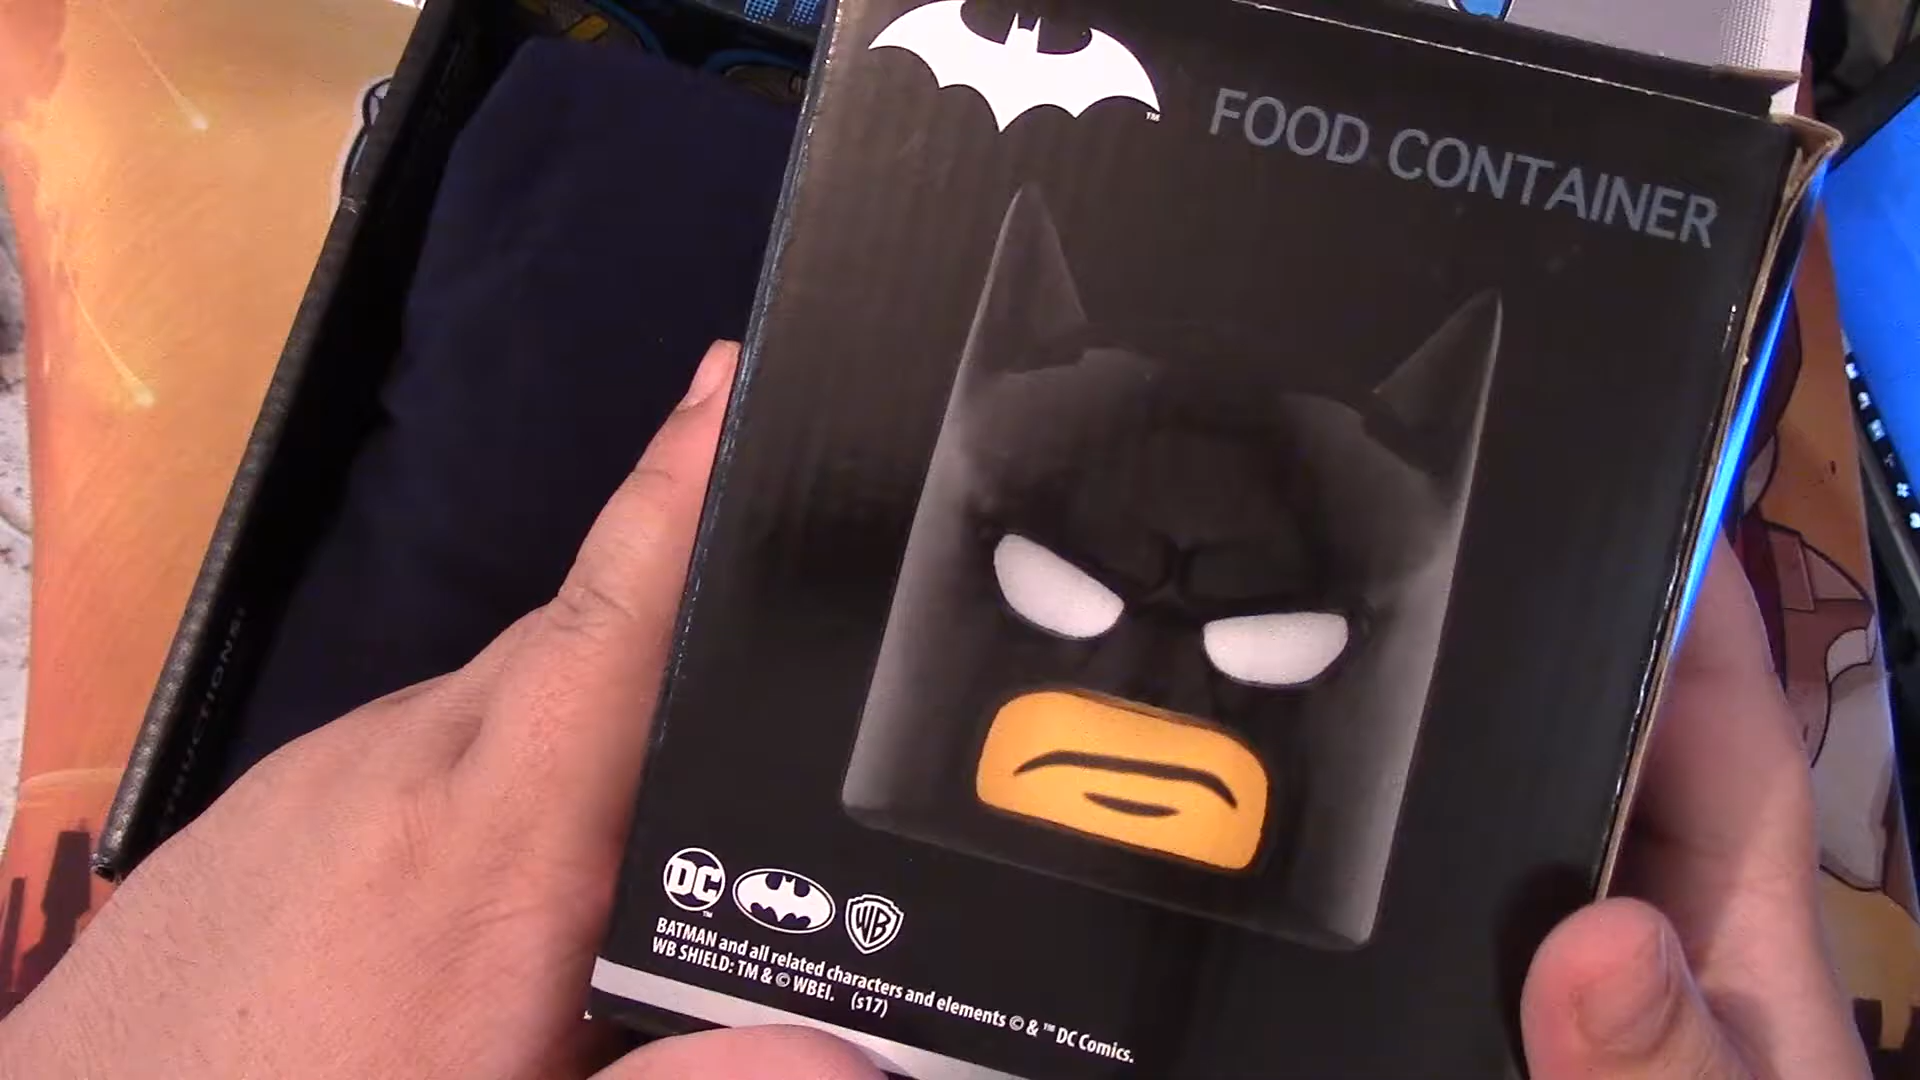 FOOD CONTAINER
TM
DC
TM
WB
BATMAN and all related characters and elements © & ™ DC Comics.
WB SHIELD: TM & © WBEI. (s17)